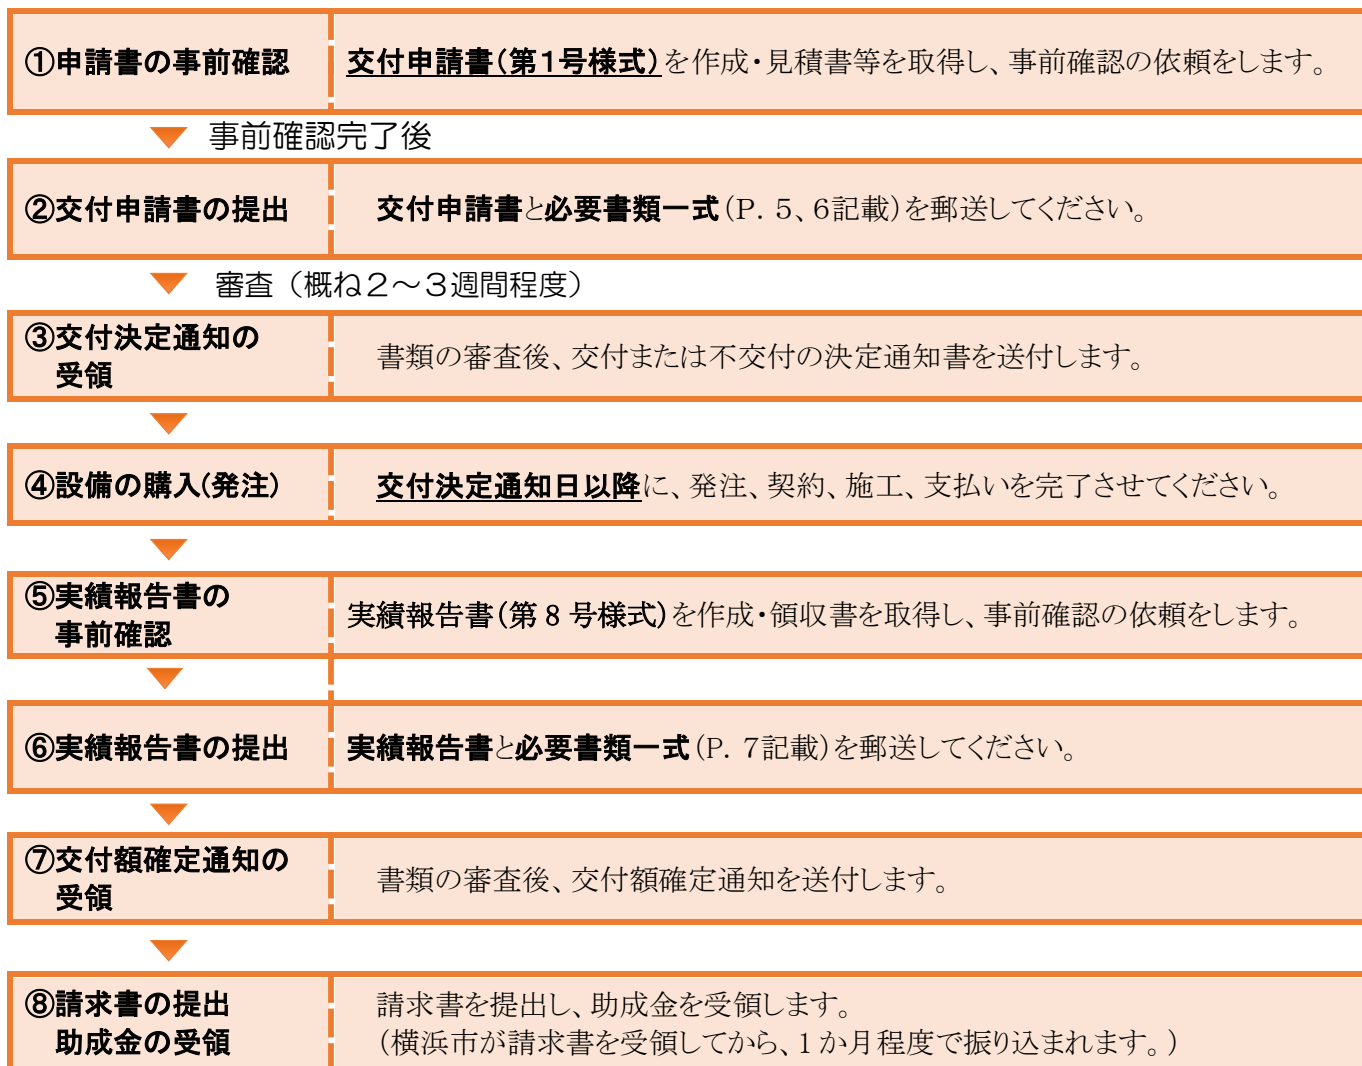 ①申請書の事前確認
交付申請書(第1号様式)を作成・見積書等を取得し、事前確認の依頼をします。
事前確認完了後
②交付申請書の提出
交付申請書と必要書類一式(P. 5、6記載)を郵送してください。
審査（概ね２～３週間程度）
③交付決定通知の
受領
書類の審査後、交付または不交付の決定通知書を送付します。
④設備の購入(発注)
交付決定通知日以降に、発注、契約、施工、支払いを完了させてください。
⑤実績報告書の
事前確認
実績報告書(第 8 号様式)を作成・領収書を取得し、事前確認の依頼をします。
⑥実績報告書の提出
実績報告書と必要書類一式(P. 7記載)を郵送してください。
⑦交付額確定通知の
受領
書類の審査後、交付額確定通知を送付します。
⑧請求書の提出
助成金の受領
請求書を提出し、助成金を受領します。
(横浜市が請求書を受領してから、1 か月程度で振り込まれます。)